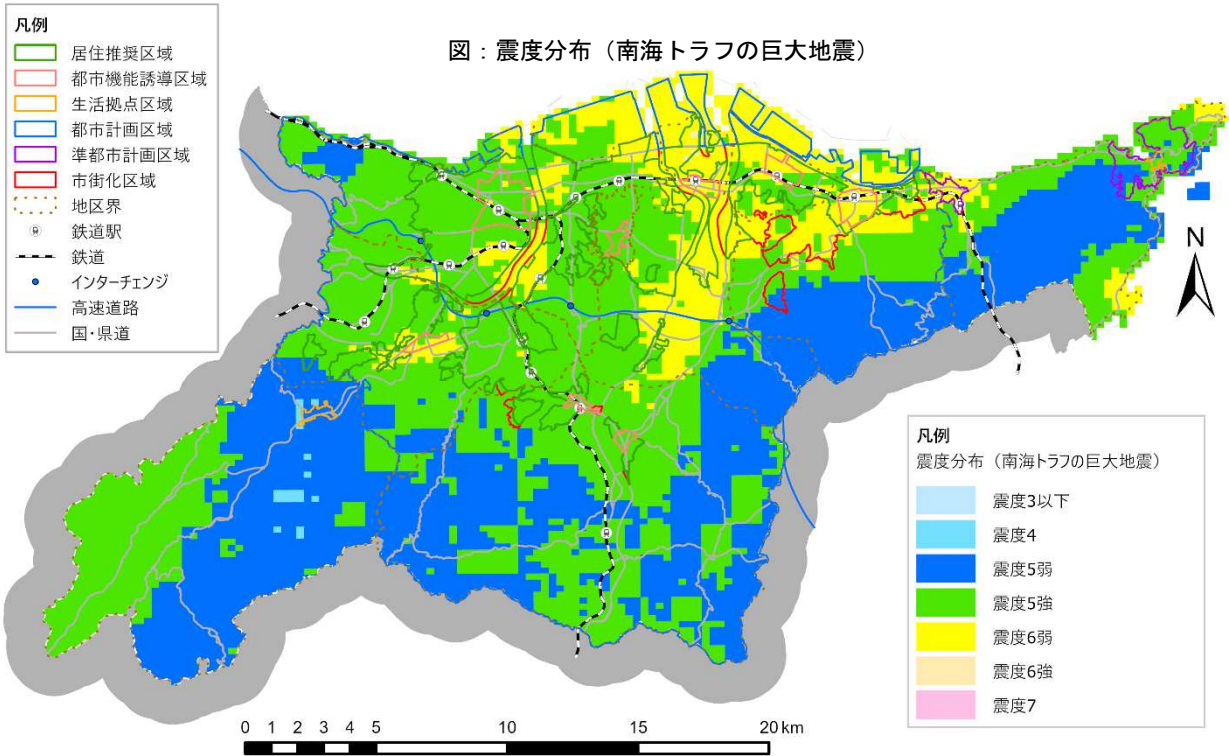 図：震度分布（南海トラフの巨大地震）
凡例
居住推奨区域
都市機能誘導区域
生活拠点区域
都市計画区域
準都市計画区域
市街化区域
地区界
鉄道駅
鉄道
インターチェンジ
高速道路
国・県道
N
凡例
震度分布（南海トラフの巨大地震）
震度3以下
震度4
震度5弱
震度5強
震度6弱
震度6強
震度7
0 1 2 3 4 5 10 15 20 km